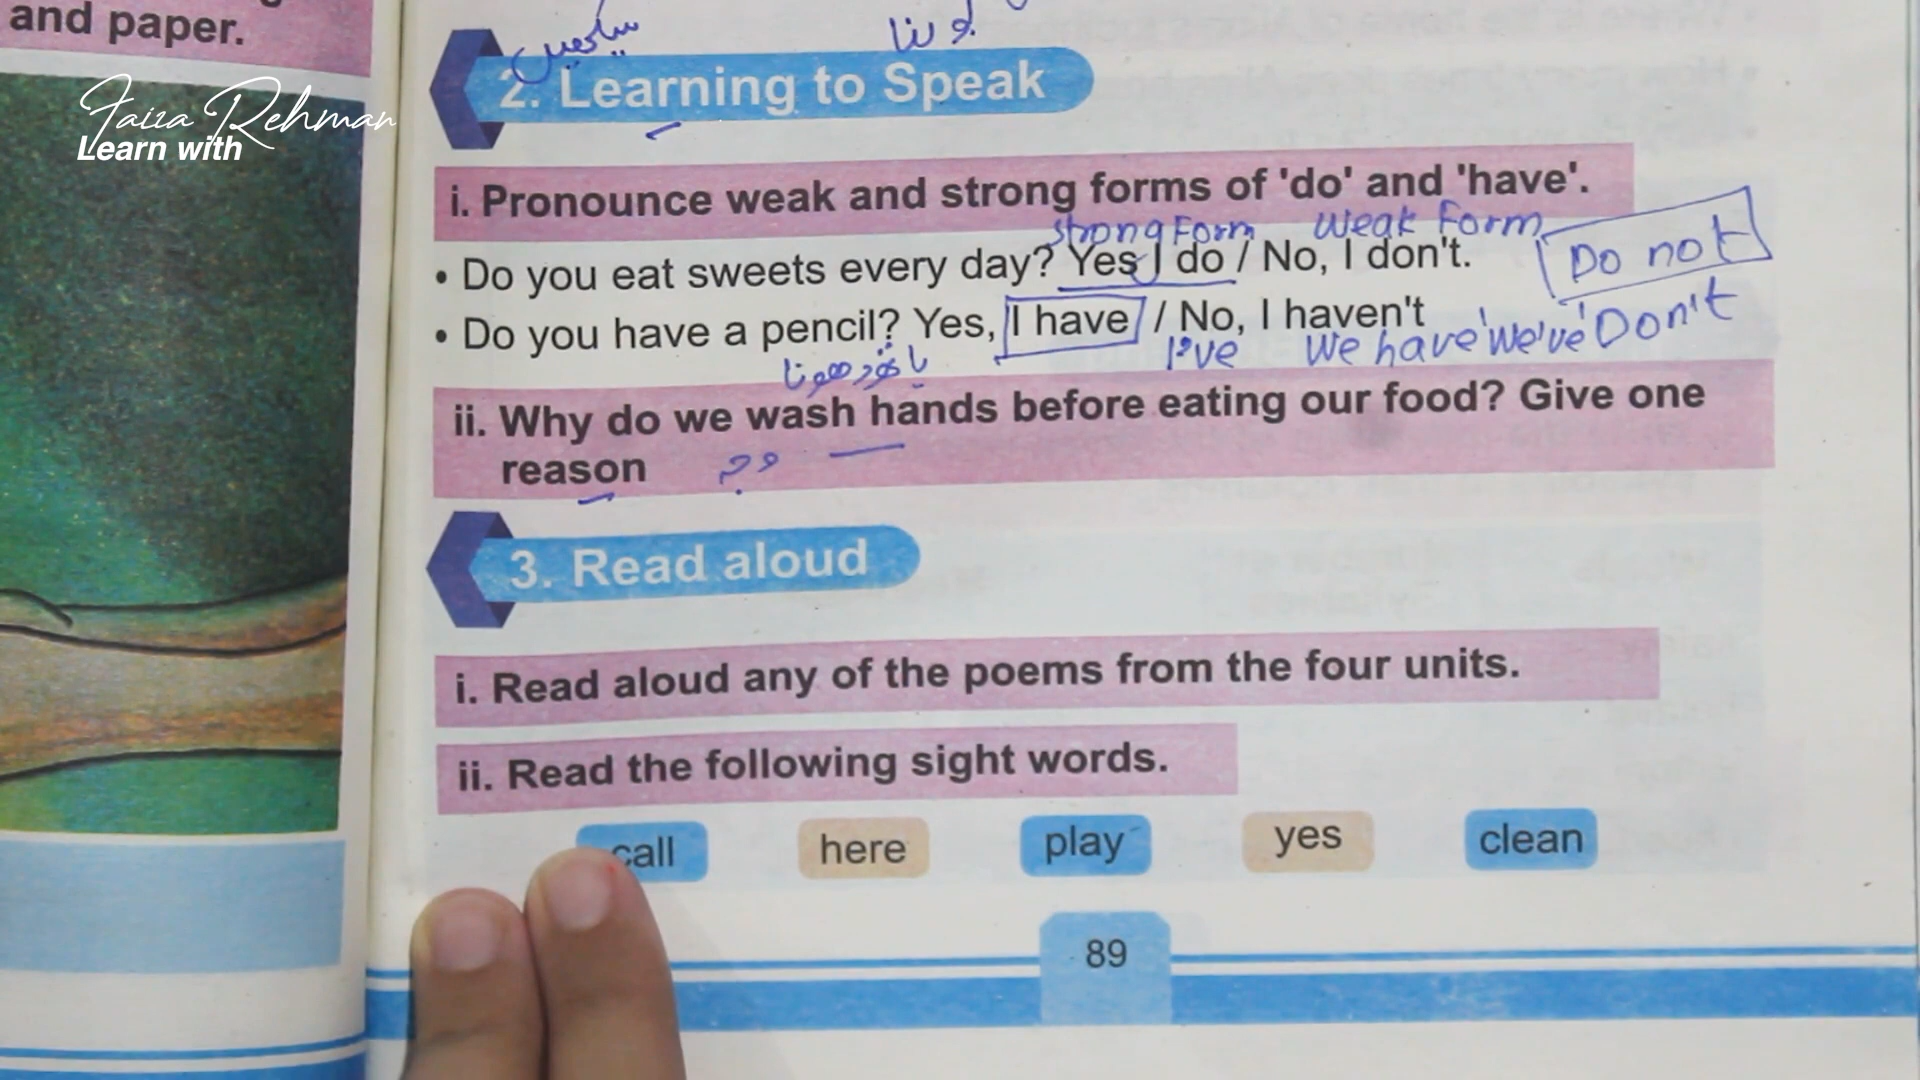 and paper.
Faiza Rehman
Learn with
سیکھیں
بولنا
2. Learning to Speak
i. Pronounce weak and strong forms of 'do' and 'have'.
strong Form Weak Form
• Do you eat sweets every day? Yes I do / No, I don't.
Do not
• Do you have a pencil? Yes, I have / No, I haven't
Don't
I've We have 'We've'
ہاتھ دھونا
ii. Why do we wash hands before eating our food? Give one
reason
3. Read aloud
i. Read aloud any of the poems from the four units.
ii. Read the following sight words.
call here play yes clean
89